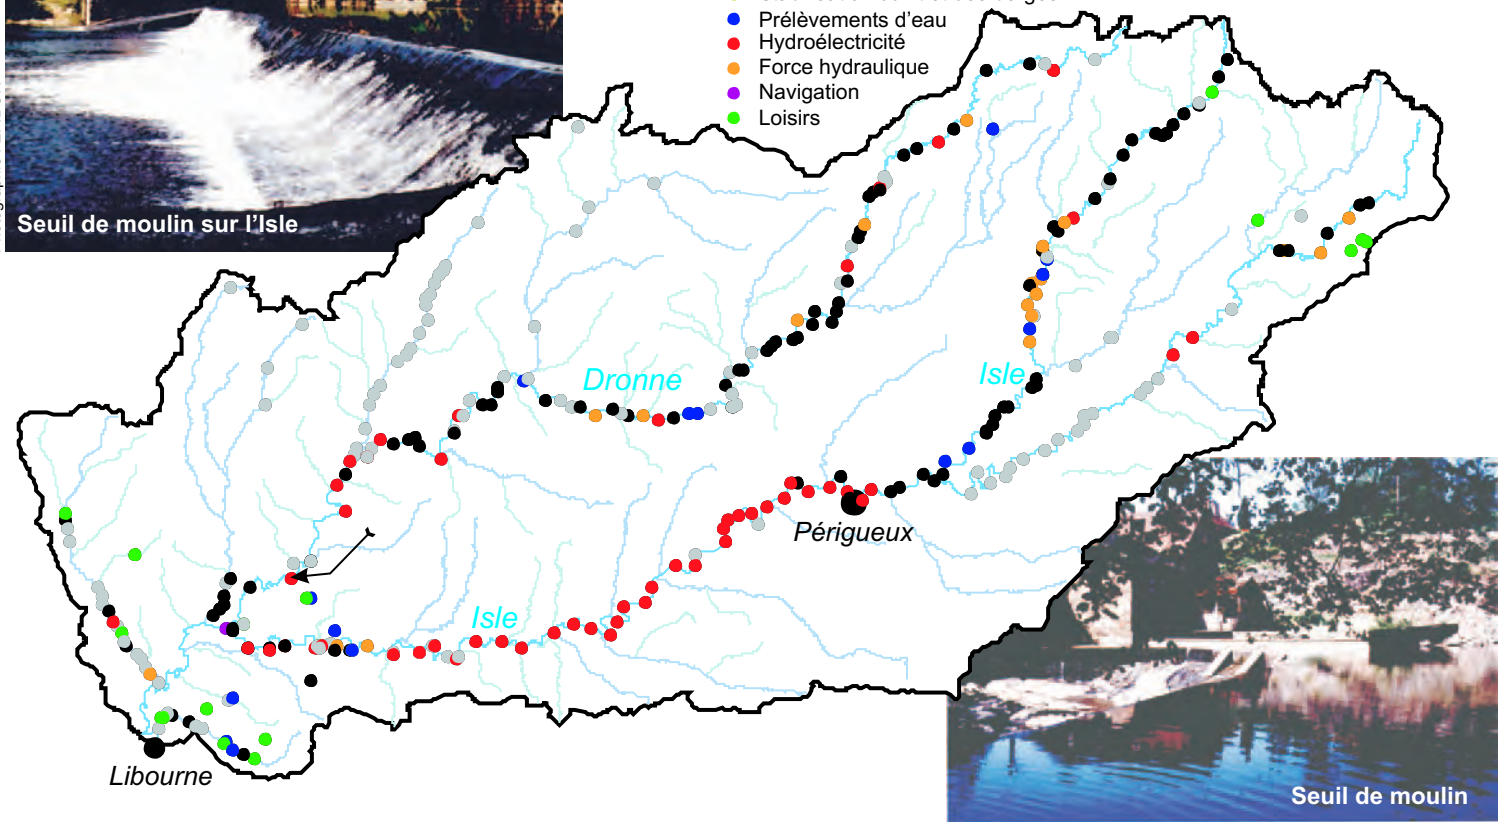 Prélèvements d'eau
Hydroélectricité
Force hydraulique
Navigation
Loisirs
Seuil de moulin sur l'Isle
Dronne
Isle
Périgueux
Isle
Libourne
Seuil de moulin